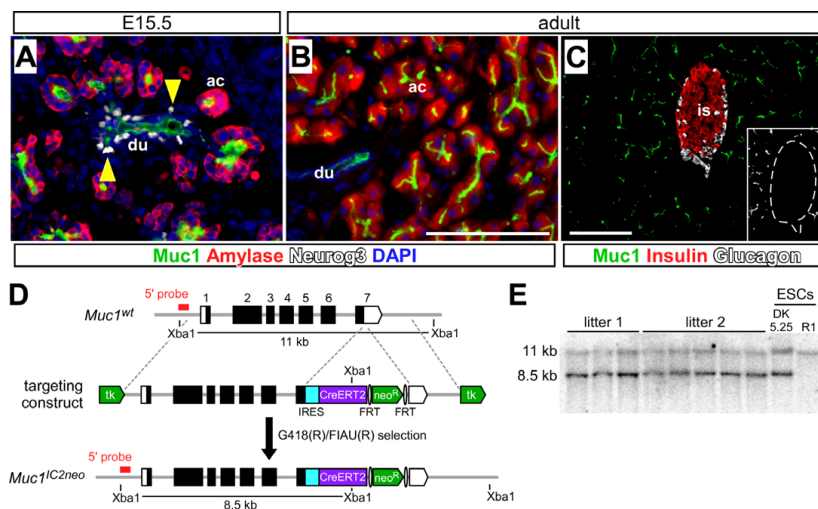 E15.5
adult
A
ac
du
B
ac
du
C
is
Muc1 Amylase Neurog3 DAPI
Muc1 Insulin Glucagon
D
5' probe
1 2 3 4 5 6 7
Muc1wt
Xba1 Xba1
11 kb
Xba1
targeting
construct
tk CreERT2 neoR tk
IRES FRT FRT
G418(R)/FIAU(R) selection
5' probe
Muc1IC2neo
CreERT2 neoR
Xba1 Xba1 Xba1
8.5 kb
E
ESCs
litter 1 litter 2 DK
5.25 R1
11 kb
8.5 kb